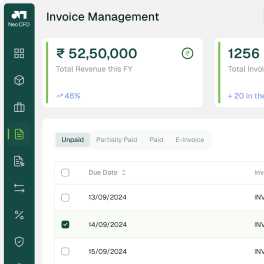 Neo CFO
Invoice Management
₹ 52,50,000
Total Revenue this FY
46%
1256
Total Invoi
+ 20 in the
Unpaid Partially Paid Paid E-Invoice
Due Date Inv
13/09/2024 INV
14/09/2024 INV
15/09/2024 INV